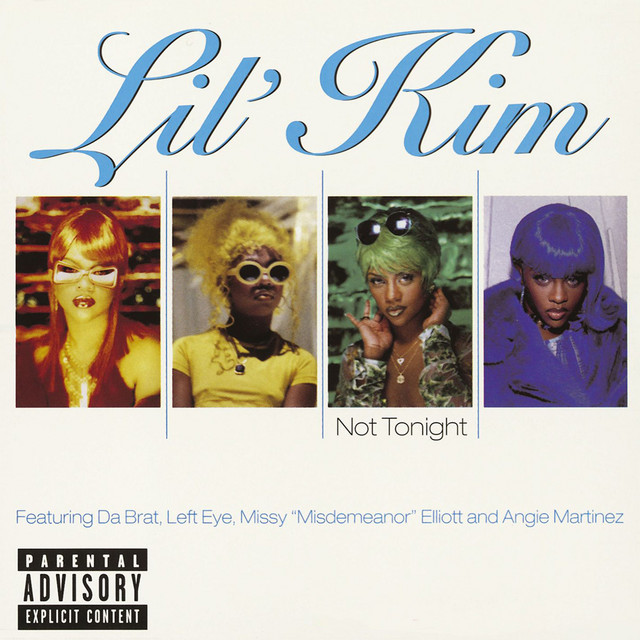 Lil' Kim
Not Tonight
Featuring Da Brat, Left Eye, Missy “Misdemeanor” Elliott and Angie Martinez
PARENTAL
ADVISORY
EXPLICIT CONTENT